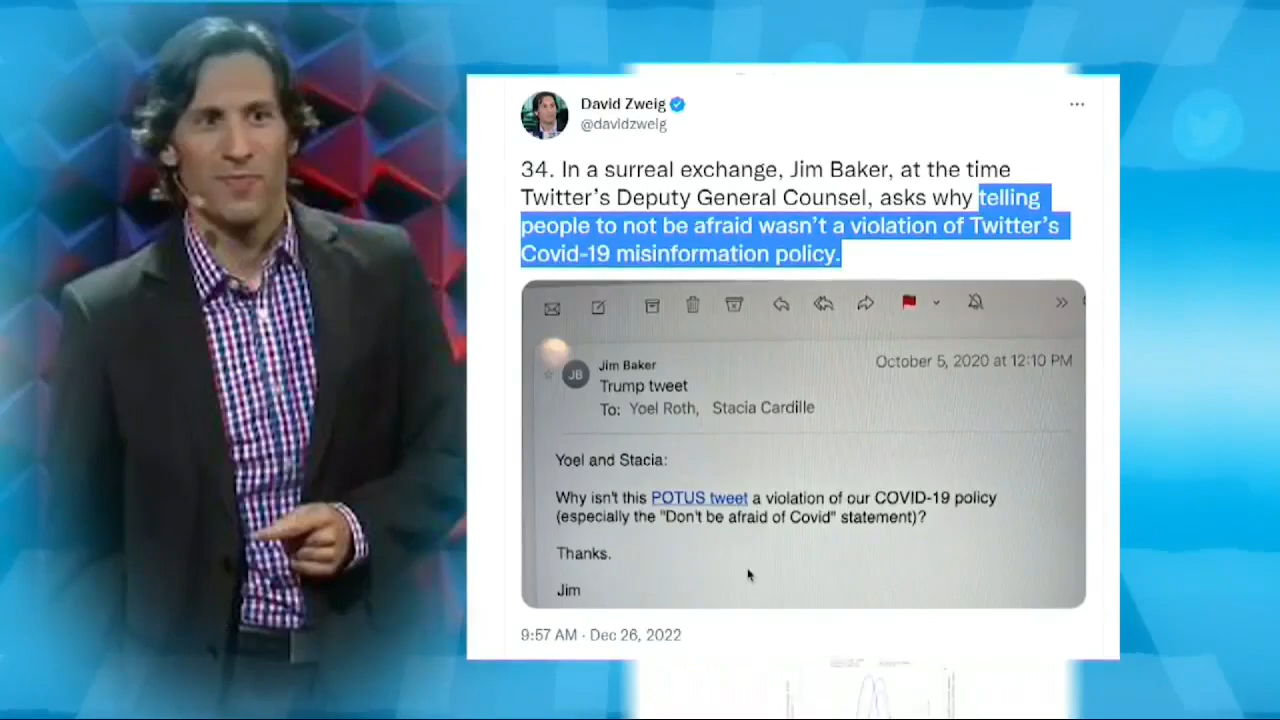 David Zweig
@davidzweig
34. In a surreal exchange, Jim Baker, at the time
Twitter’s Deputy General Counsel, asks why telling
people to not be afraid wasn’t a violation of Twitter’s
Covid-19 misinformation policy.
JB
Jim Baker
October 5, 2020 at 12:10 PM
Trump tweet
To: Yoel Roth, Stacia Cardille
Yoel and Stacia:
Why isn't this POTUS tweet a violation of our COVID-19 policy
(especially the "Don't be afraid of Covid" statement)?
Thanks.
Jim
9:57 AM · Dec 26, 2022